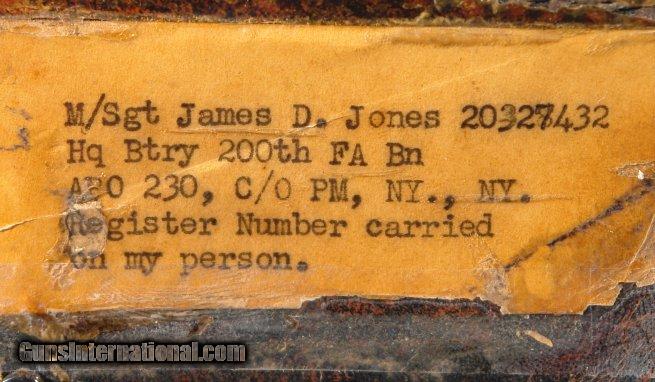 M/Sgt James D. Jones 20327432
Hq Btry 200th FA Bn
APO 230, C/O PM, NY., NY.
Register Number carried
on my person.
GunsInternational.com